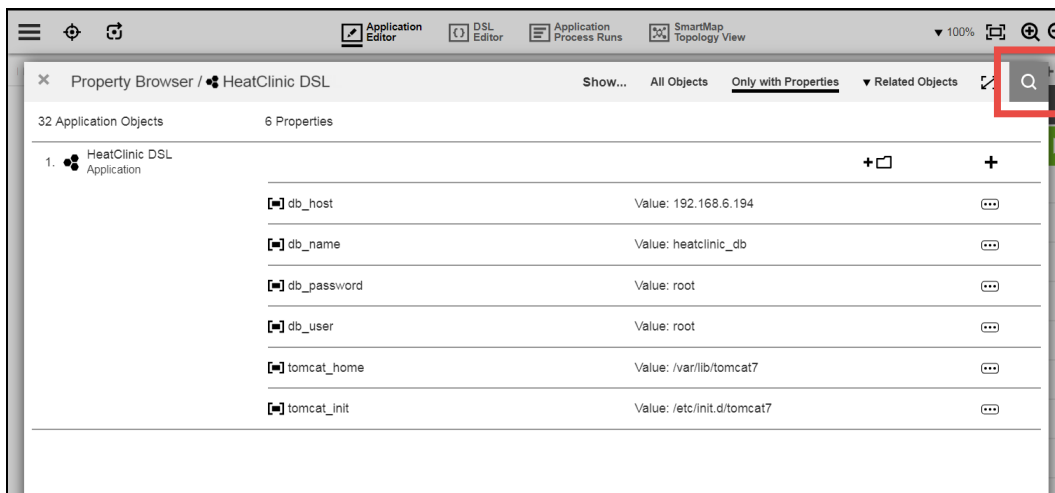 Application Editor
DSL Editor
Application Process Runs
SmartMap Topology View
▼ 100%
Property Browser / HeatClinic DSL
Show...
All Objects
Only with Properties
▼ Related Objects
32 Application Objects
6 Properties
1. HeatClinic DSL
Application
db_host
Value: 192.168.6.194
db_name
Value: heatclinic_db
db_password
Value: root
db_user
Value: root
tomcat_home
Value: /var/lib/tomcat7
tomcat_init
Value: /etc/init.d/tomcat7